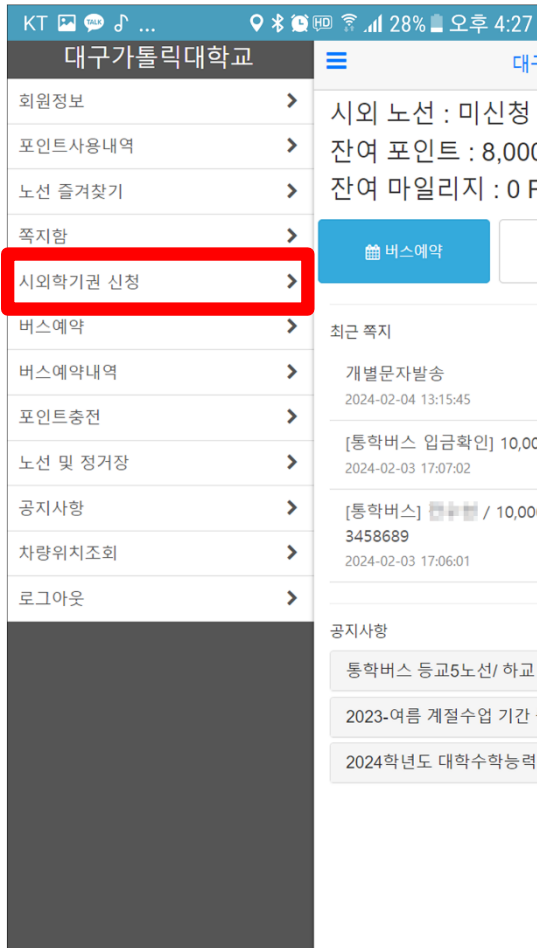 KT TALK ... HD 28% 오후 4:27
대구가톨릭대학교
회원정보
포인트사용내역
노선 즐겨찾기
쪽지함
시외학기권 신청
버스예약
버스예약내역
포인트충전
노선 및 정거장
공지사항
차량위치조회
로그아웃
대구
시외 노선 : 미신청
잔여 포인트 : 8,000
잔여 마일리지 : 0 P
버스예약
최근 쪽지
개별문자발송
2024-02-04 13:15:45
[통학버스 입금확인] 10,00
2024-02-03 17:07:02
[통학버스] / 10,000
3458689
2024-02-03 17:06:01
공지사항
통학버스 등교5노선/ 하교
2023-여름 계절수업 기간
2024학년도 대학수학능력